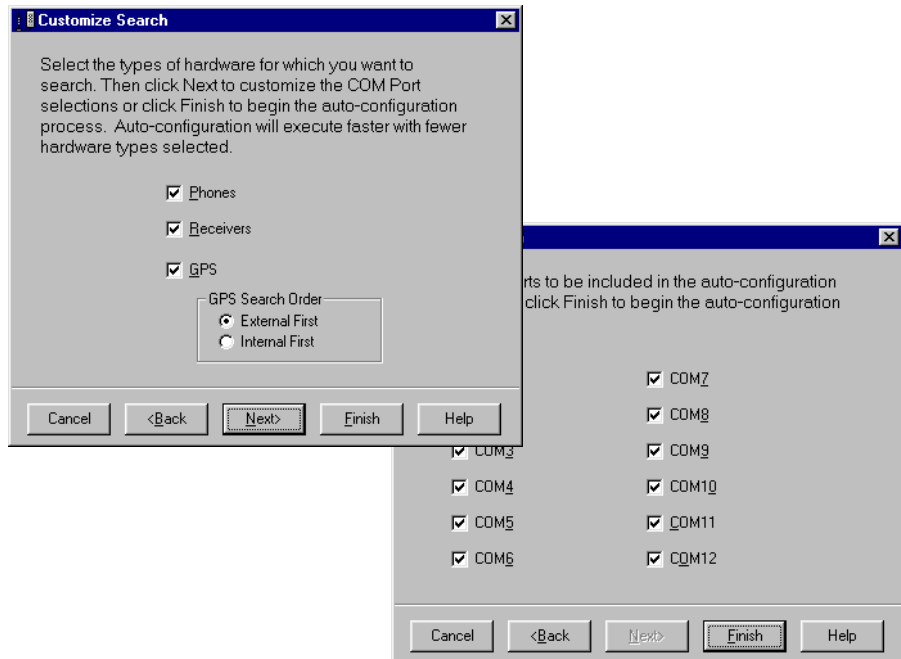 Customize Search
Select the types of hardware for which you want to
search. Then click Next to customize the COM Port
selections or click Finish to begin the auto-configuration
process. Auto-configuration will execute faster with fewer
hardware types selected.
Phones
Receivers
GPS
GPS Search Order
External First
Internal First
Cancel
<Back
Next>
Finish
Help
to be included in the auto-configuration
click Finish to begin the auto-configuration
COM3
COM4
COM5
COM6
COM7
COM8
COM9
COM10
COM11
COM12
Cancel
<Back
Next>
Finish
Help